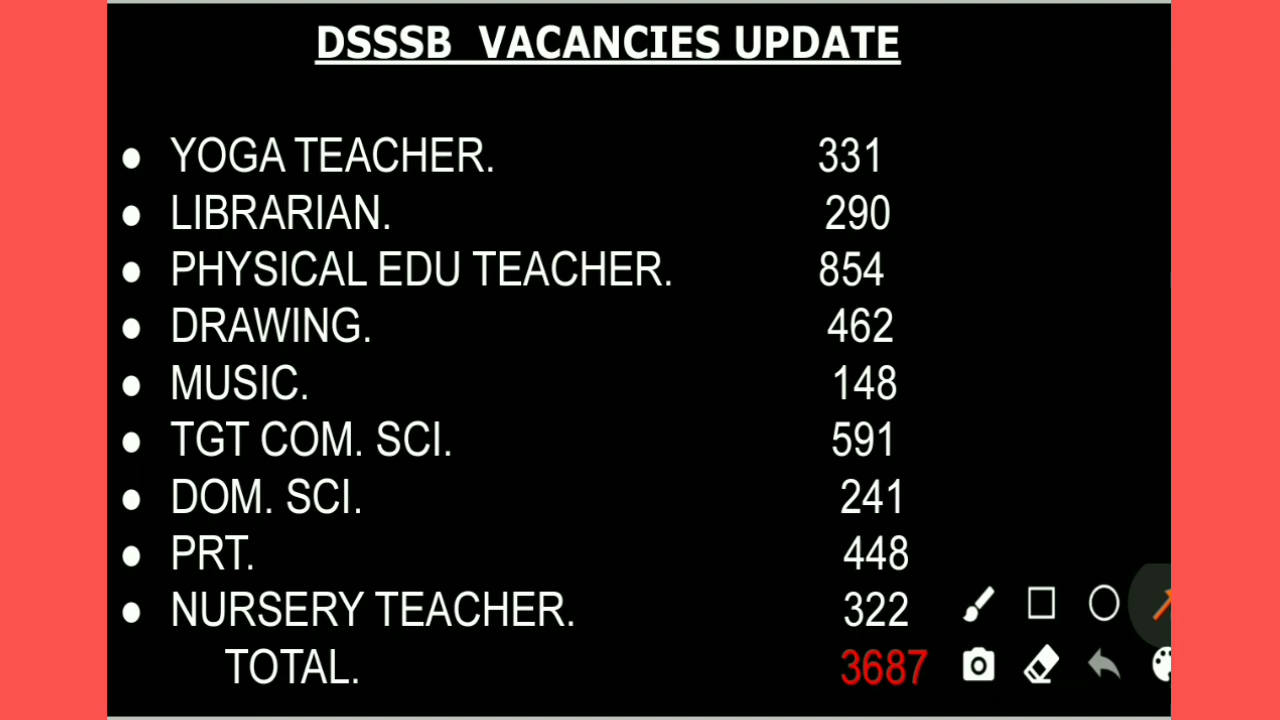 DSSSB VACANCIES UPDATE
● YOGA TEACHER. 331
● LIBRARIAN. 290
● PHYSICAL EDU TEACHER. 854
● DRAWING. 462
● MUSIC. 148
● TGT COM. SCI. 591
● DOM. SCI. 241
● PRT. 448
● NURSERY TEACHER. 322
TOTAL. 3687